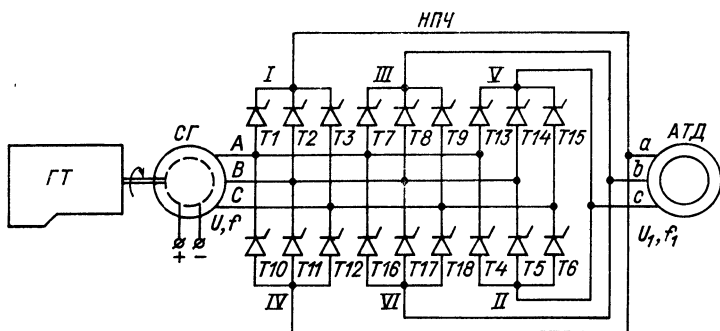 НПЧ
I III V
T1 T2 T3 T7 T8 T9 T13 T14 T15
СГ
АТД
ГТ
A
B
C
a
b
c
U, f
U₁, f₁
+ −
T10 T11 T12 T16 T17 T18 T4 T5 T6
IV VI II